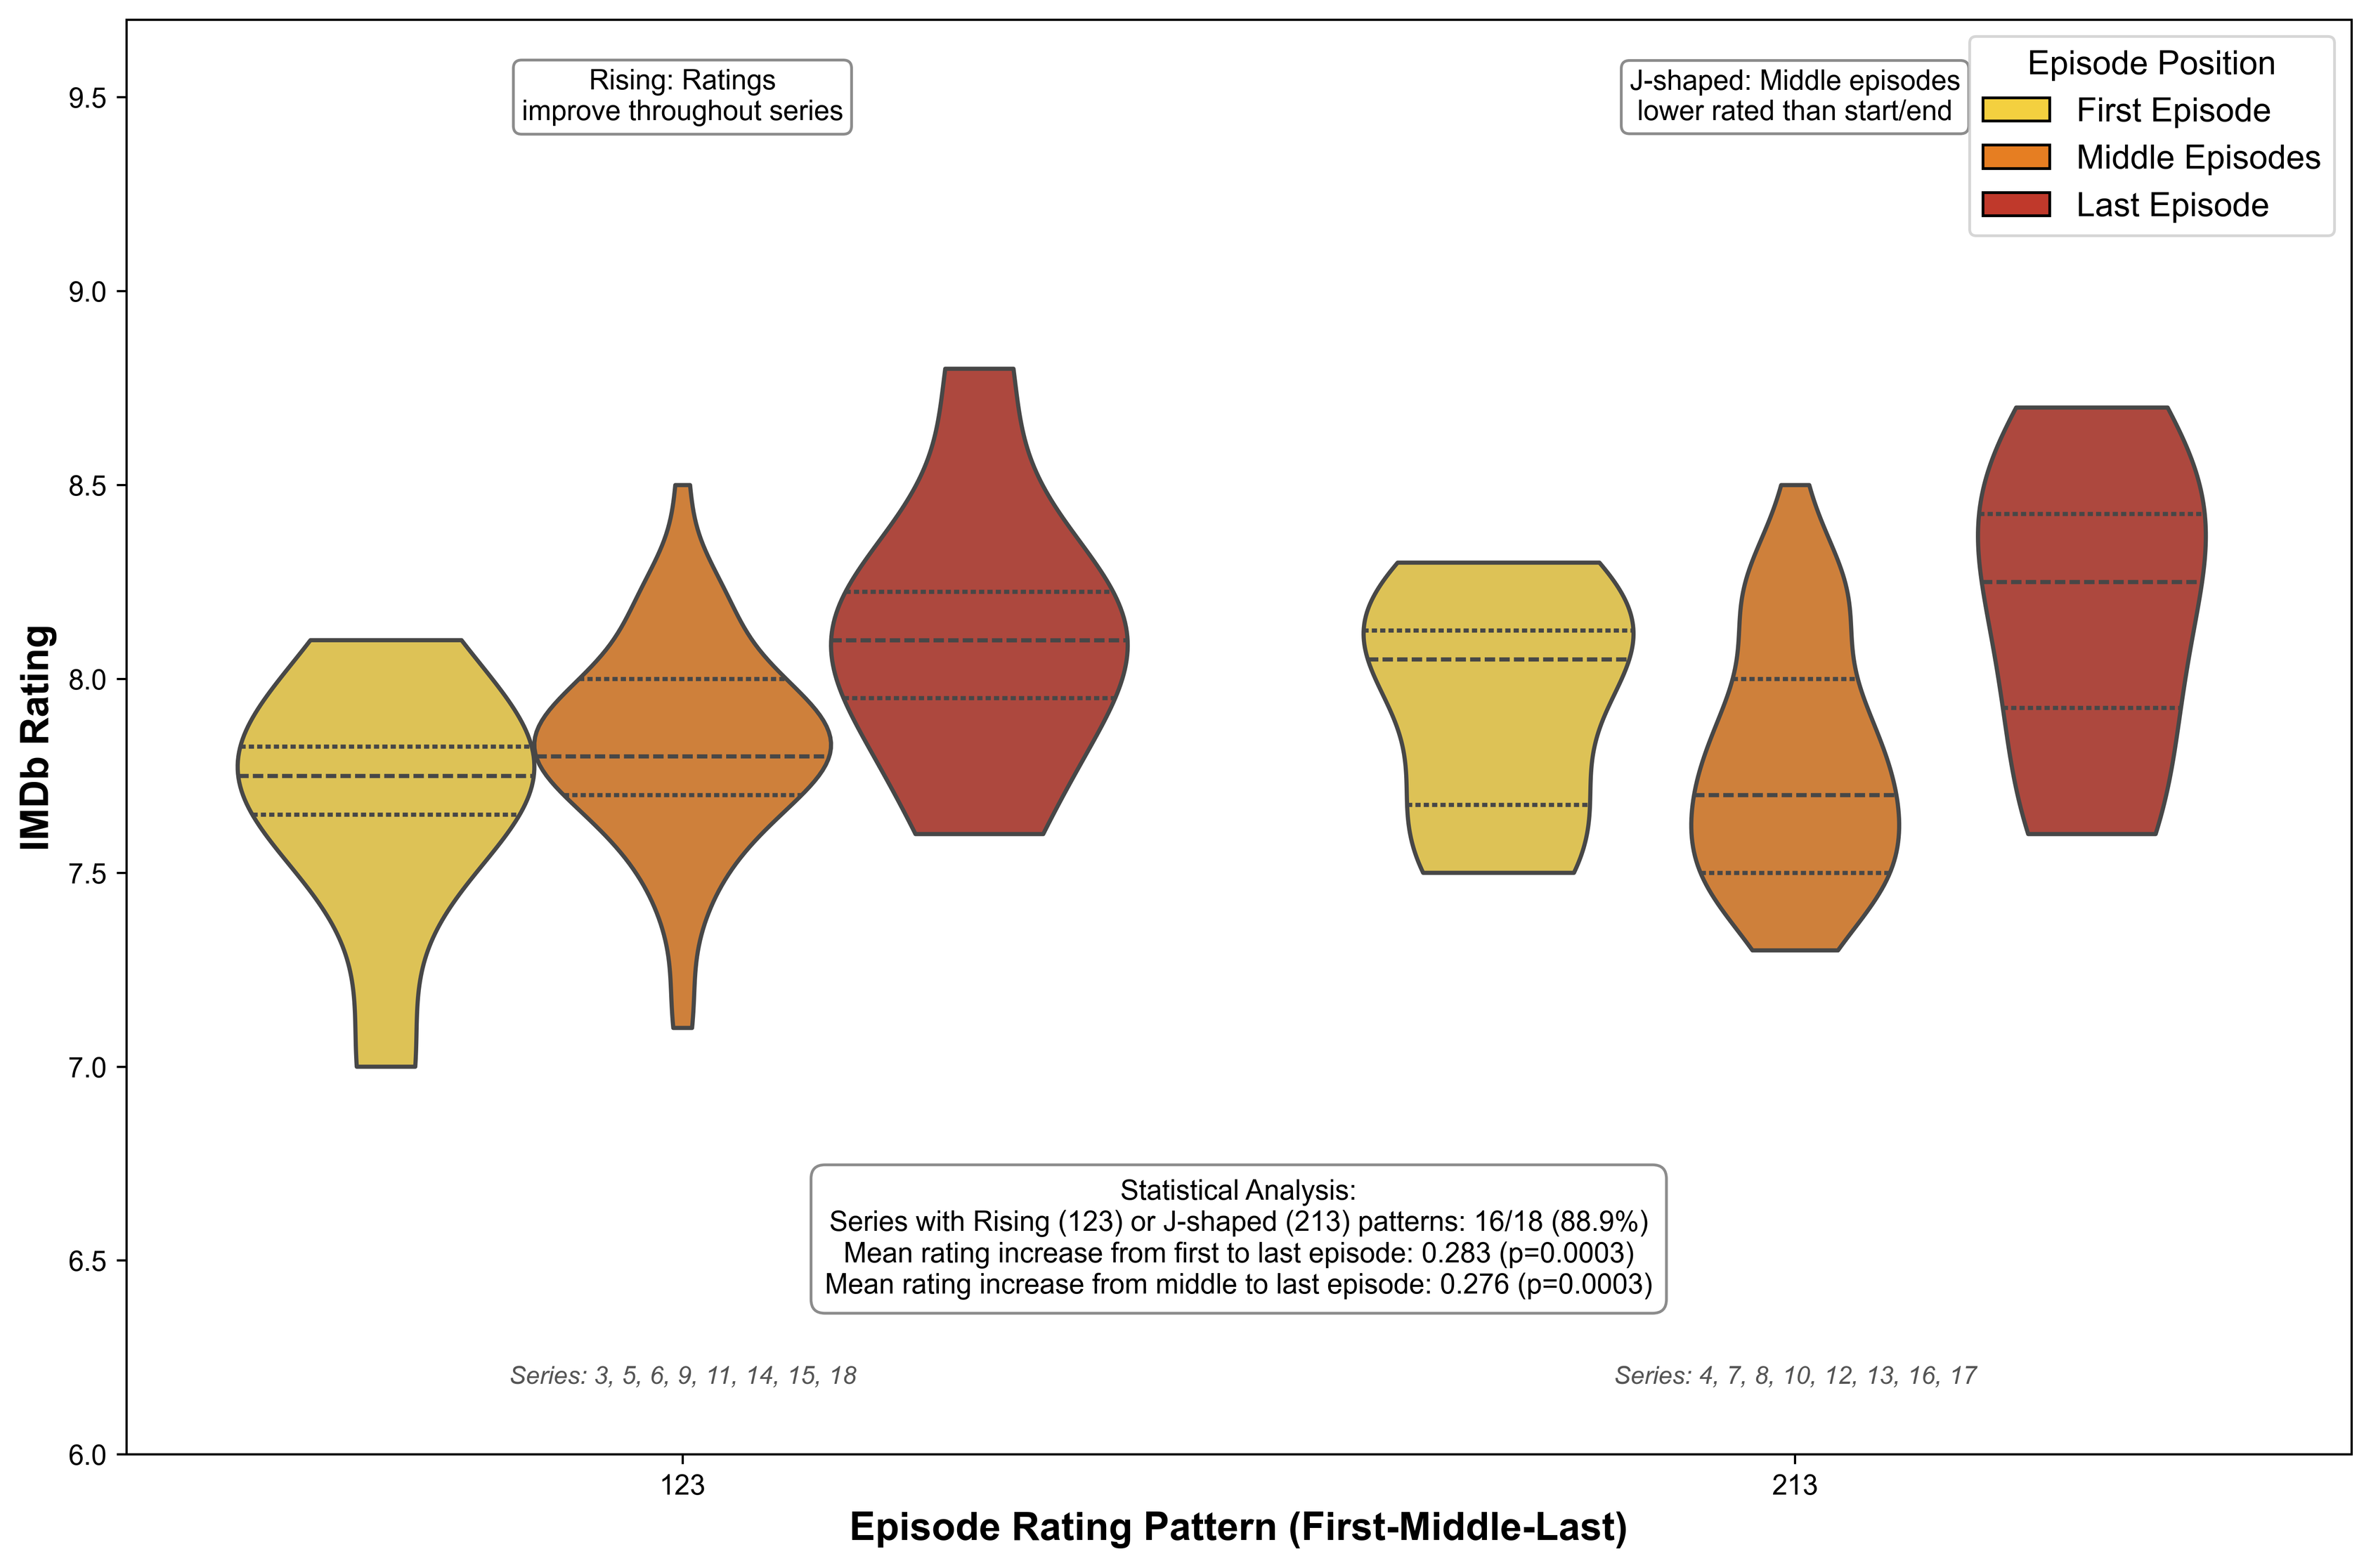 Rising: Ratings
improve throughout series
J-shaped: Middle episodes
lower rated than start/end
Episode Position
First Episode
Middle Episodes
Last Episode
IMDb Rating
9.5
9.0
8.5
8.0
7.5
7.0
6.5
6.0
Statistical Analysis:
Series with Rising (123) or J-shaped (213) patterns: 16/18 (88.9%)
Mean rating increase from first to last episode: 0.283 (p=0.0003)
Mean rating increase from middle to last episode: 0.276 (p=0.0003)
Series: 3, 5, 6, 9, 11, 14, 15, 18
Series: 4, 7, 8, 10, 12, 13, 16, 17
123
213
Episode Rating Pattern (First-Middle-Last)